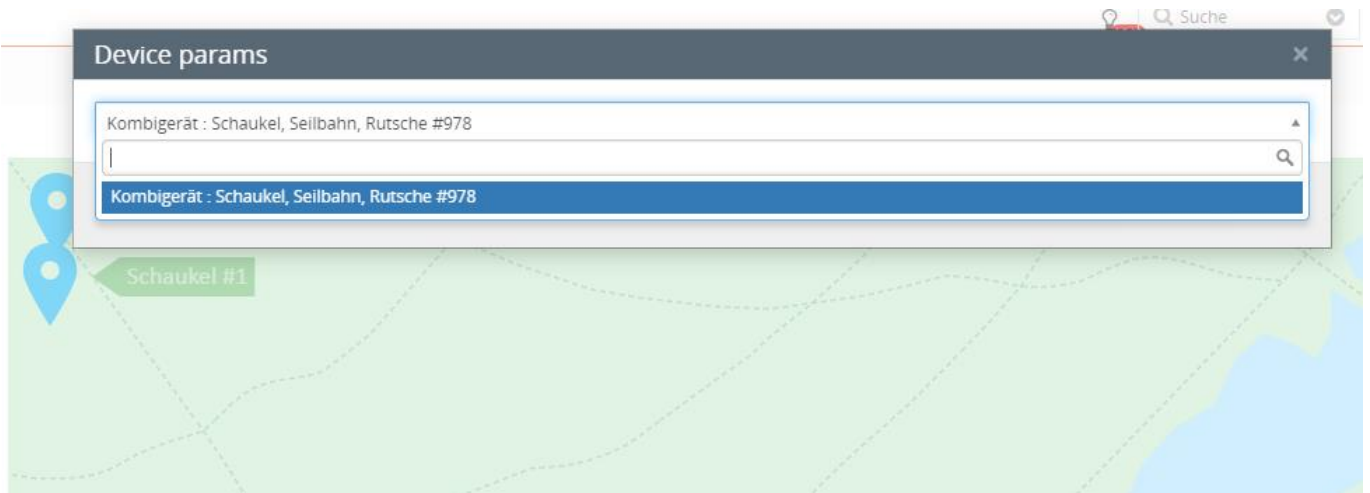 Suche
Device params
Kombigerät : Schaukel, Seilbahn, Rutsche #978
Kombigerät : Schaukel, Seilbahn, Rutsche #978
Schaukel #1